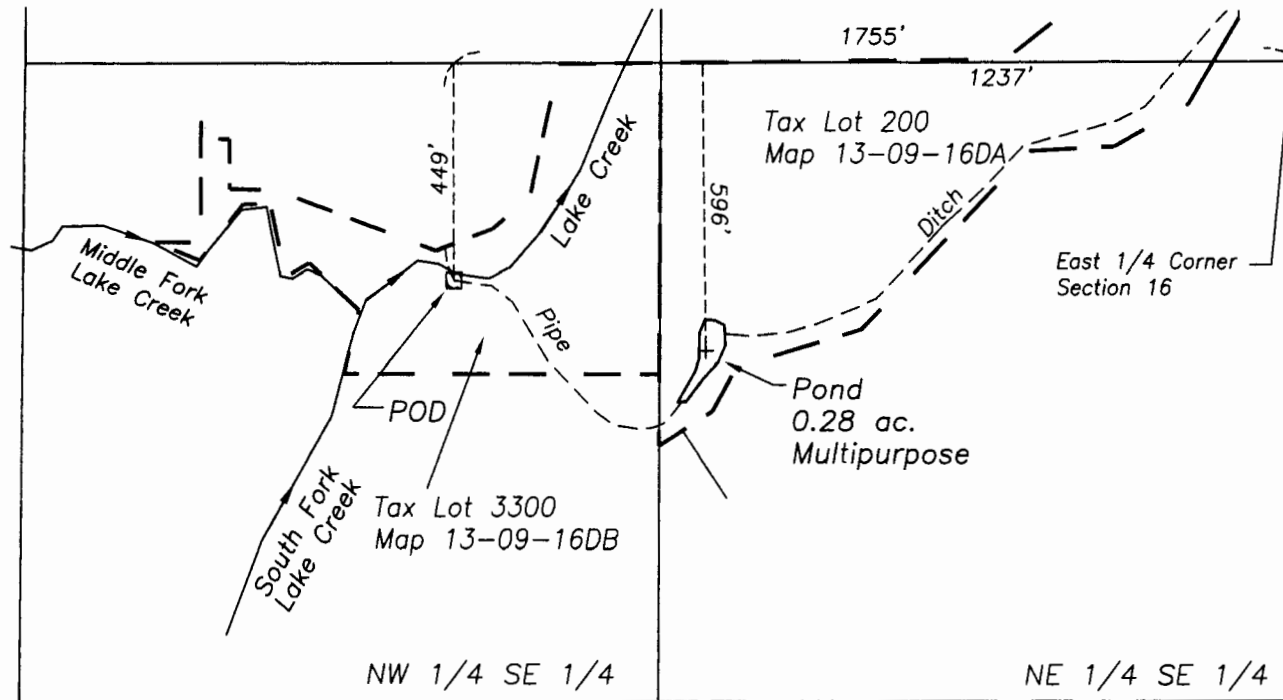 1755'
1237'
Tax Lot 200
Map 13-09-16DA
449'
Lake Creek
596'
Ditch
Middle Fork
Lake Creek
East 1/4 Corner
Section 16
Pipe
POD
Pond
0.28 ac.
Multipurpose
South Fork
Lake Creek
Tax Lot 3300
Map 13-09-16DB
NW 1/4 SE 1/4
NE 1/4 SE 1/4